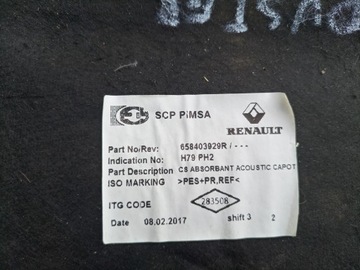 OVSTER
SCP PiMSA
RENAULT
Part No/Rev: 658403929R / ---
Indication No: H79 PH2
Part Description CS ABSORBANT ACOUSTIC CAPOT
ISO MARKING >PES+PR,REF<
ITG CODE 283508
Date 08.02.2017 shift 3 2